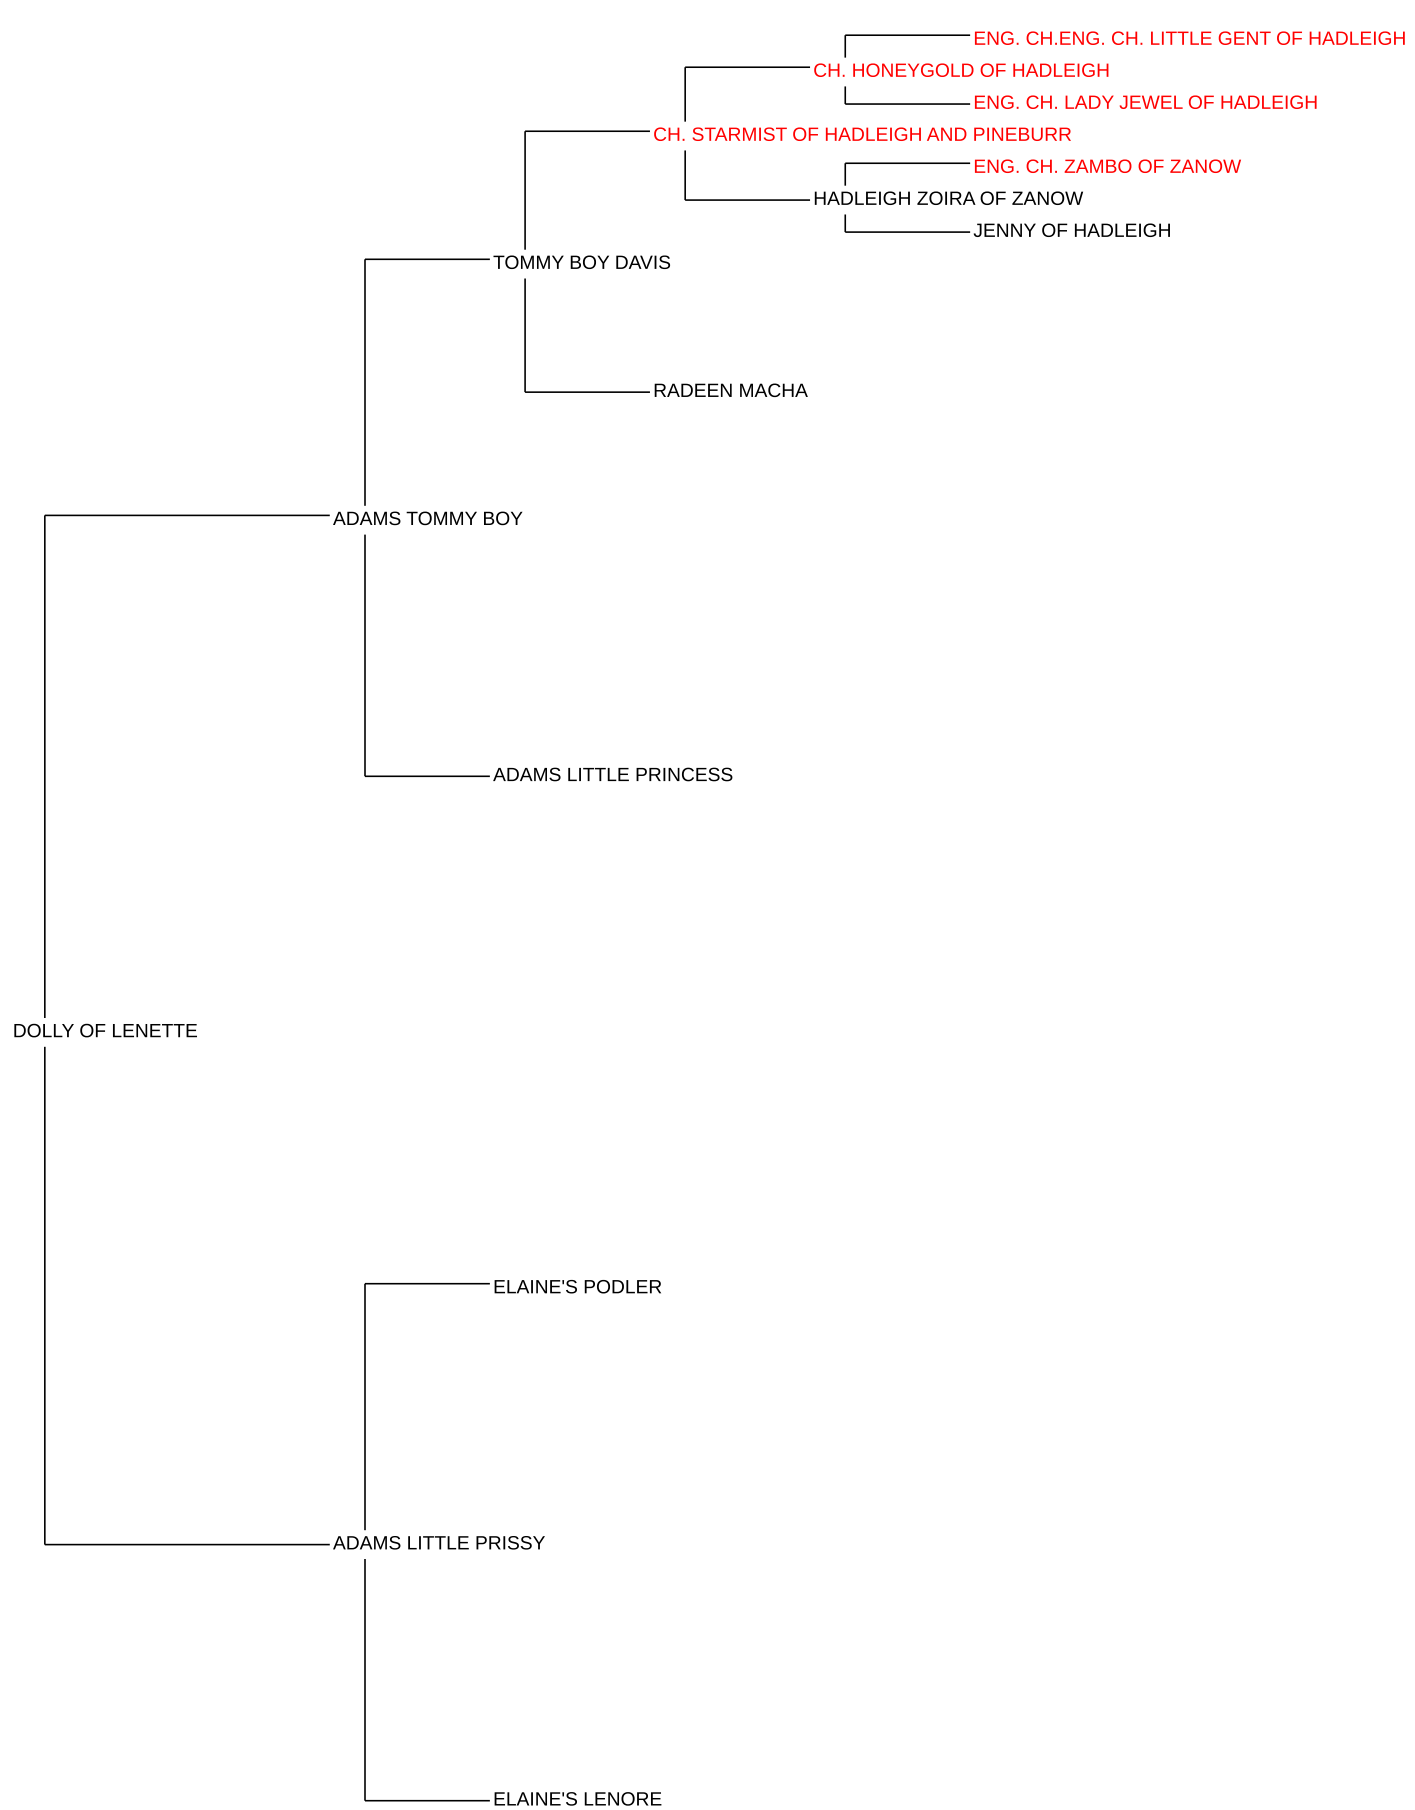 ENG. CH.ENG. CH. LITTLE GENT OF HADLEIGH
CH. HONEYGOLD OF HADLEIGH
ENG. CH. LADY JEWEL OF HADLEIGH
CH. STARMIST OF HADLEIGH AND PINEBURR
ENG. CH. ZAMBO OF ZANOW
HADLEIGH ZOIRA OF ZANOW
JENNY OF HADLEIGH
TOMMY BOY DAVIS
RADEEN MACHA
ADAMS TOMMY BOY
ADAMS LITTLE PRINCESS
DOLLY OF LENETTE
ELAINE'S PODLER
ADAMS LITTLE PRISSY
ELAINE'S LENORE